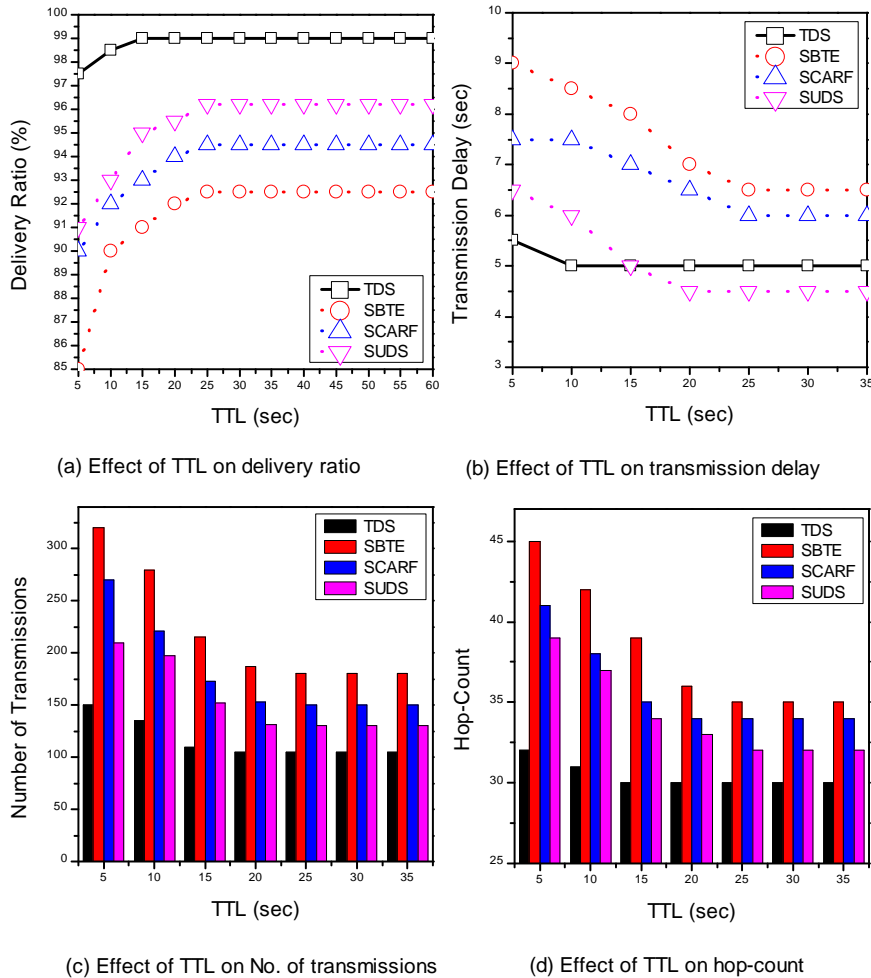 100
99
98
97
96
95
94
93
92
91
90
89
88
87
86
85
Delivery Ratio (%)
TDS
SBTE
SCARF
SUDS
5 10 15 20 25 30 35 40 45 50 55 60
TTL (sec)
(a) Effect of TTL on delivery ratio
10
9
8
7
6
5
4
3
Transmission Delay (sec)
TDS
SBTE
SCARF
SUDS
5 10 15 20 25 30 35
TTL (sec)
(b) Effect of TTL on transmission delay
300
250
200
150
100
50
0
Number of Transmissions
TDS
SBTE
SCARF
SUDS
5 10 15 20 25 30 35
TTL (sec)
(c) Effect of TTL on No. of transmissions
45
40
35
30
25
Hop-Count
TDS
SBTE
SCARF
SUDS
5 10 15 20 25 30 35
TTL (sec)
(d) Effect of TTL on hop-count